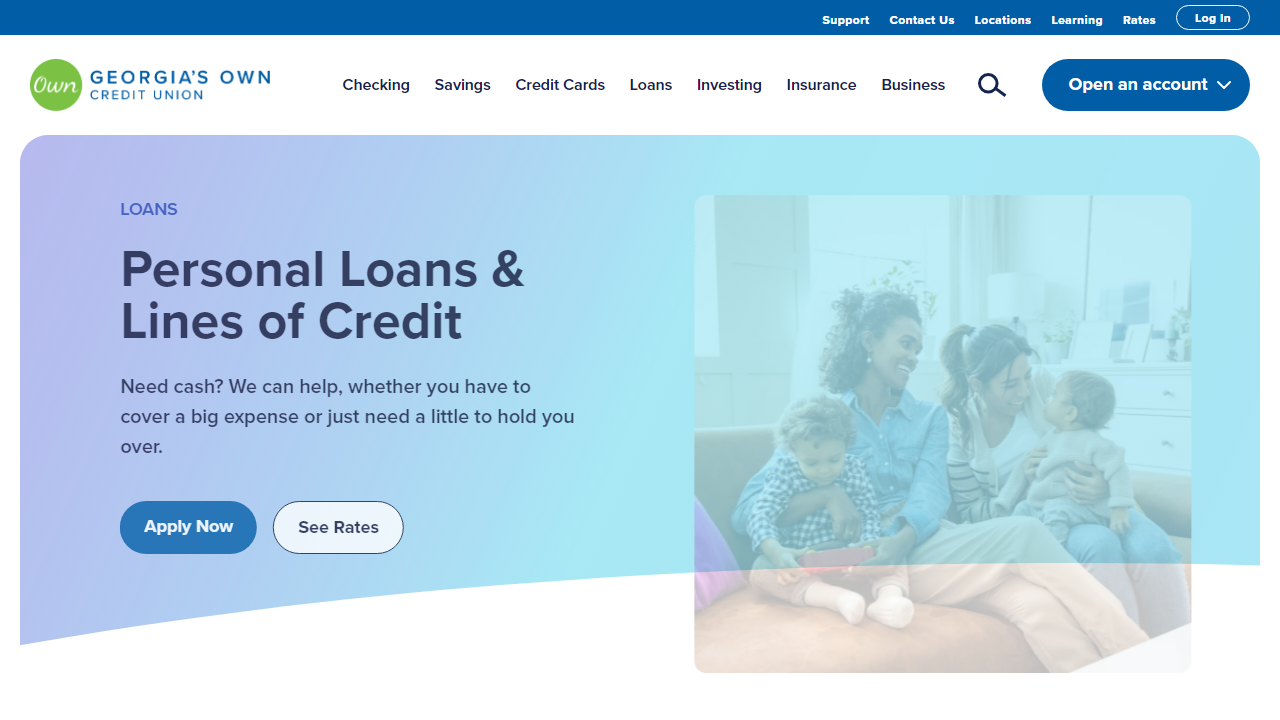 Support Contact Us Locations Learning Rates Log In
Own GEORGIA'S OWN
CREDIT UNION
Checking Savings Credit Cards Loans Investing Insurance Business Open an account
LOANS
Personal Loans &
Lines of Credit
Need cash? We can help, whether you have to
cover a big expense or just need a little to hold you
over.
Apply Now See Rates